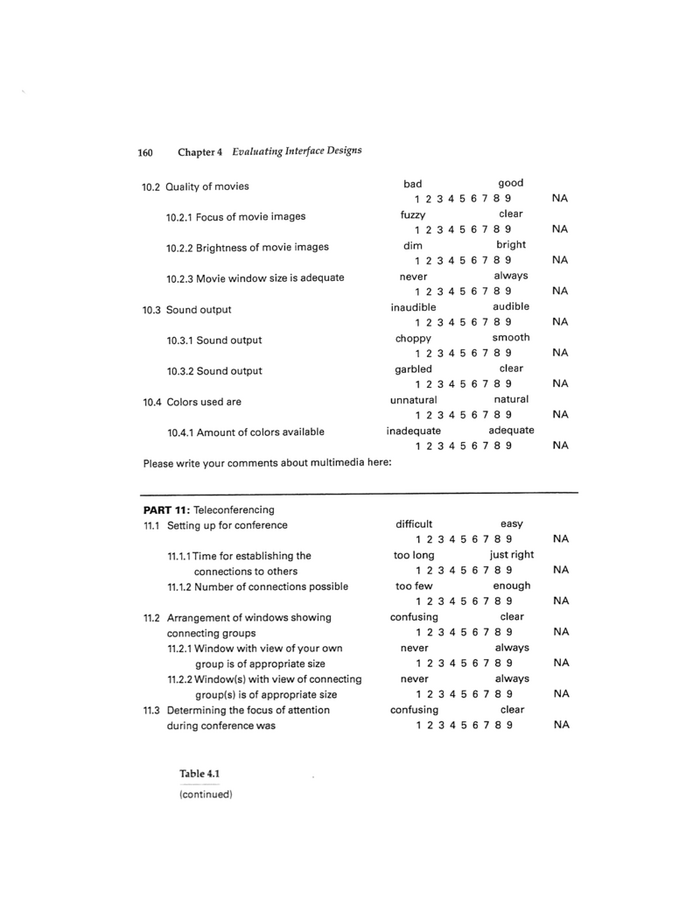 160 Chapter 4 Evaluating Interface Designs
10.2 Quality of movies bad good
1 2 3 4 5 6 7 8 9 NA
10.2.1 Focus of movie images fuzzy clear
1 2 3 4 5 6 7 8 9 NA
10.2.2 Brightness of movie images dim bright
1 2 3 4 5 6 7 8 9 NA
10.2.3 Movie window size is adequate never always
1 2 3 4 5 6 7 8 9 NA
10.3 Sound output inaudible audible
1 2 3 4 5 6 7 8 9 NA
10.3.1 Sound output choppy smooth
1 2 3 4 5 6 7 8 9 NA
10.3.2 Sound output garbled clear
1 2 3 4 5 6 7 8 9 NA
10.4 Colors used are unnatural natural
1 2 3 4 5 6 7 8 9 NA
10.4.1 Amount of colors available inadequate adequate
1 2 3 4 5 6 7 8 9 NA
Please write your comments about multimedia here:
PART 11: Teleconferencing
11.1 Setting up for conference difficult easy
1 2 3 4 5 6 7 8 9 NA
11.1.1 Time for establishing the too long just right
connections to others 1 2 3 4 5 6 7 8 9 NA
11.1.2 Number of connections possible too few enough
1 2 3 4 5 6 7 8 9 NA
11.2 Arrangement of windows showing confusing clear
connecting groups 1 2 3 4 5 6 7 8 9 NA
11.2.1 Window with view of your own never always
group is of appropriate size 1 2 3 4 5 6 7 8 9 NA
11.2.2 Window(s) with view of connecting never always
group(s) is of appropriate size 1 2 3 4 5 6 7 8 9 NA
11.3 Determining the focus of attention confusing clear
during conference was 1 2 3 4 5 6 7 8 9 NA
Table 4.1
(continued)